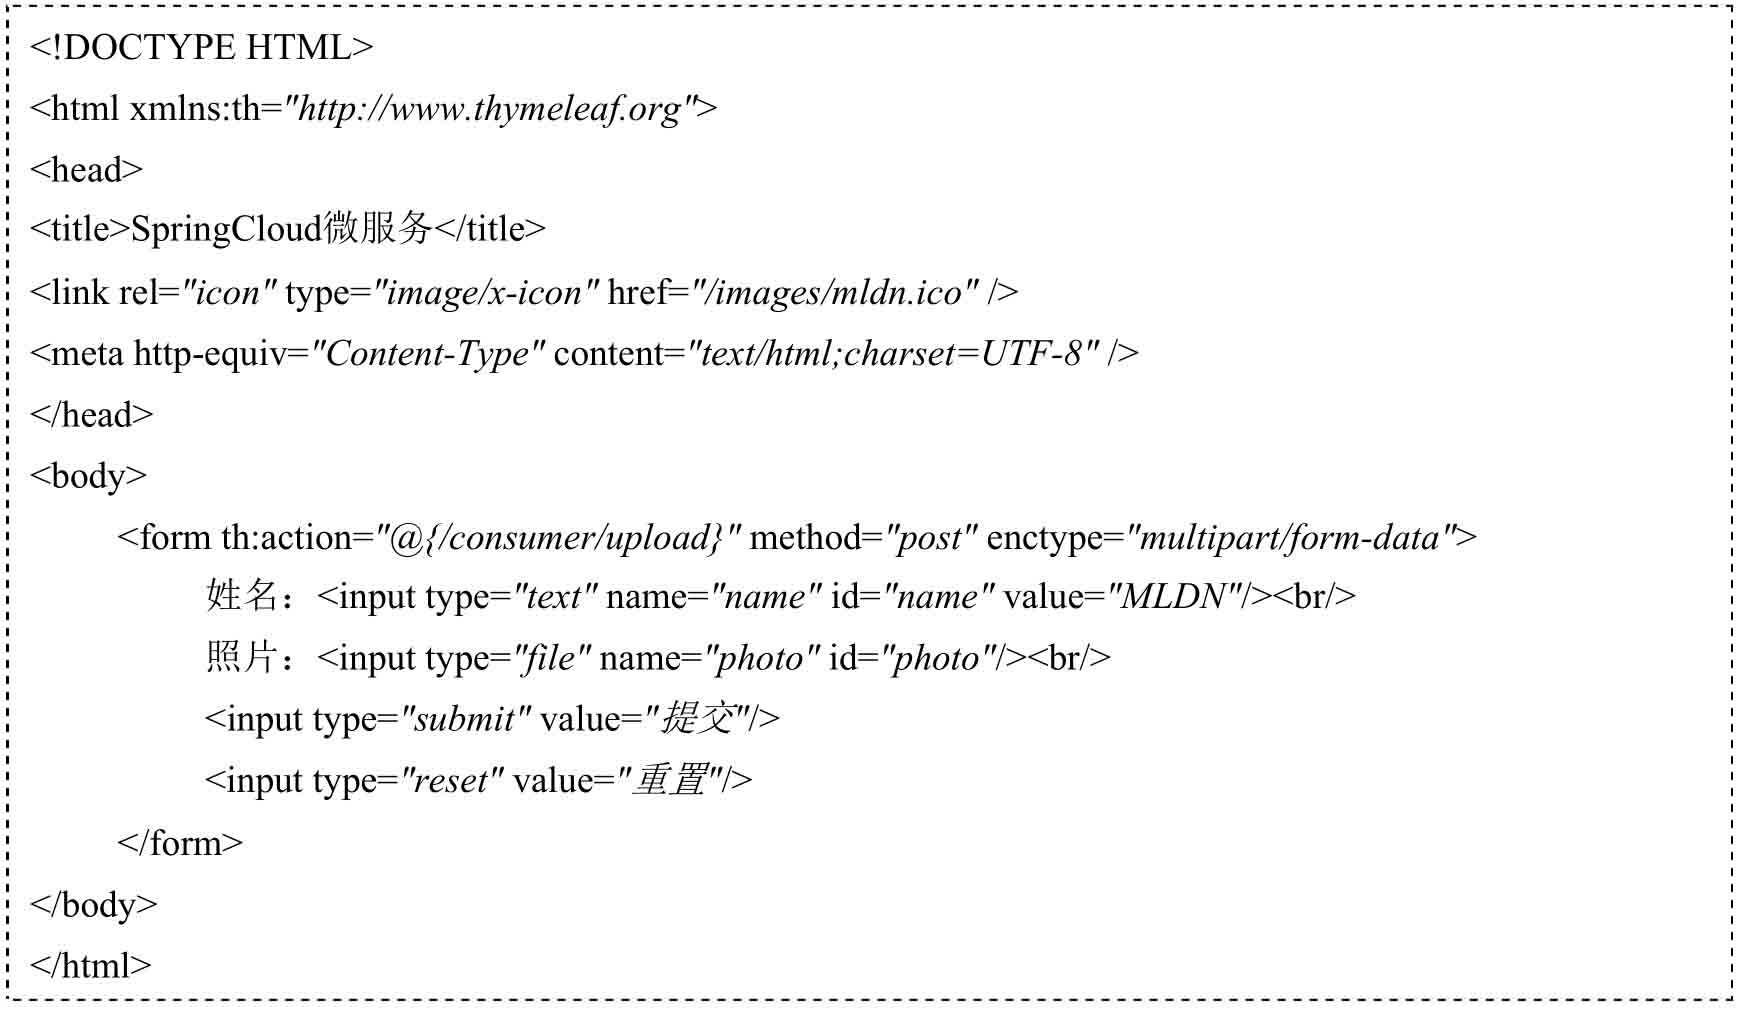 <!DOCTYPE HTML>
<html xmlns:th="http://www.thymeleaf.org">
<head>
<title>SpringCloud微服务</title>
<link rel="icon" type="image/x-icon" href="/images/mldn.ico" />
<meta http-equiv="Content-Type" content="text/html;charset=UTF-8" />
</head>
<body>
<form th:action="@{/consumer/upload}" method="post" enctype="multipart/form-data">
姓名：<input type="text" name="name" id="name" value="MLDN"/><br/>
照片：<input type="file" name="photo" id="photo"/><br/>
<input type="submit" value="提交"/>
<input type="reset" value="重置"/>
</form>
</body>
</html>